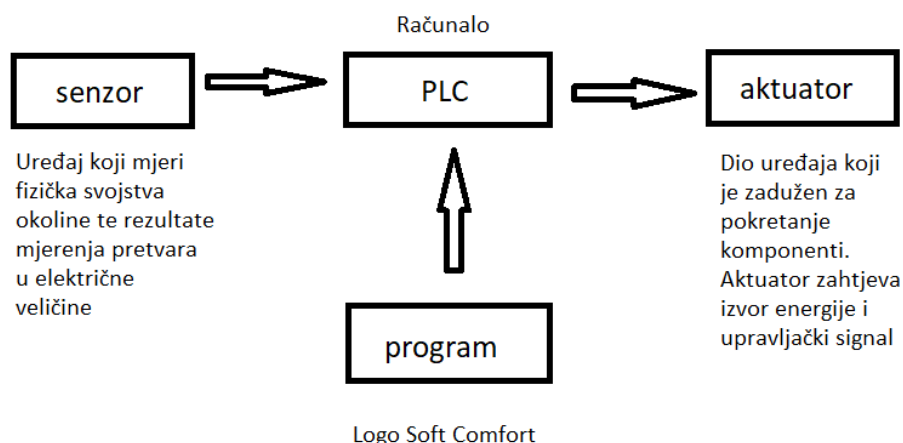 Računalo
senzor
PLC
aktuator
Uređaj koji mjeri
fizička svojstva
okoline te rezultate
mjerenja pretvara
u električne
veličine
Dio uređaja koji
je zadužen za
pokretanje
komponenti.
Aktuator zahtjeva
izvor energije i
upravljački signal
program
Logo Soft Comfort